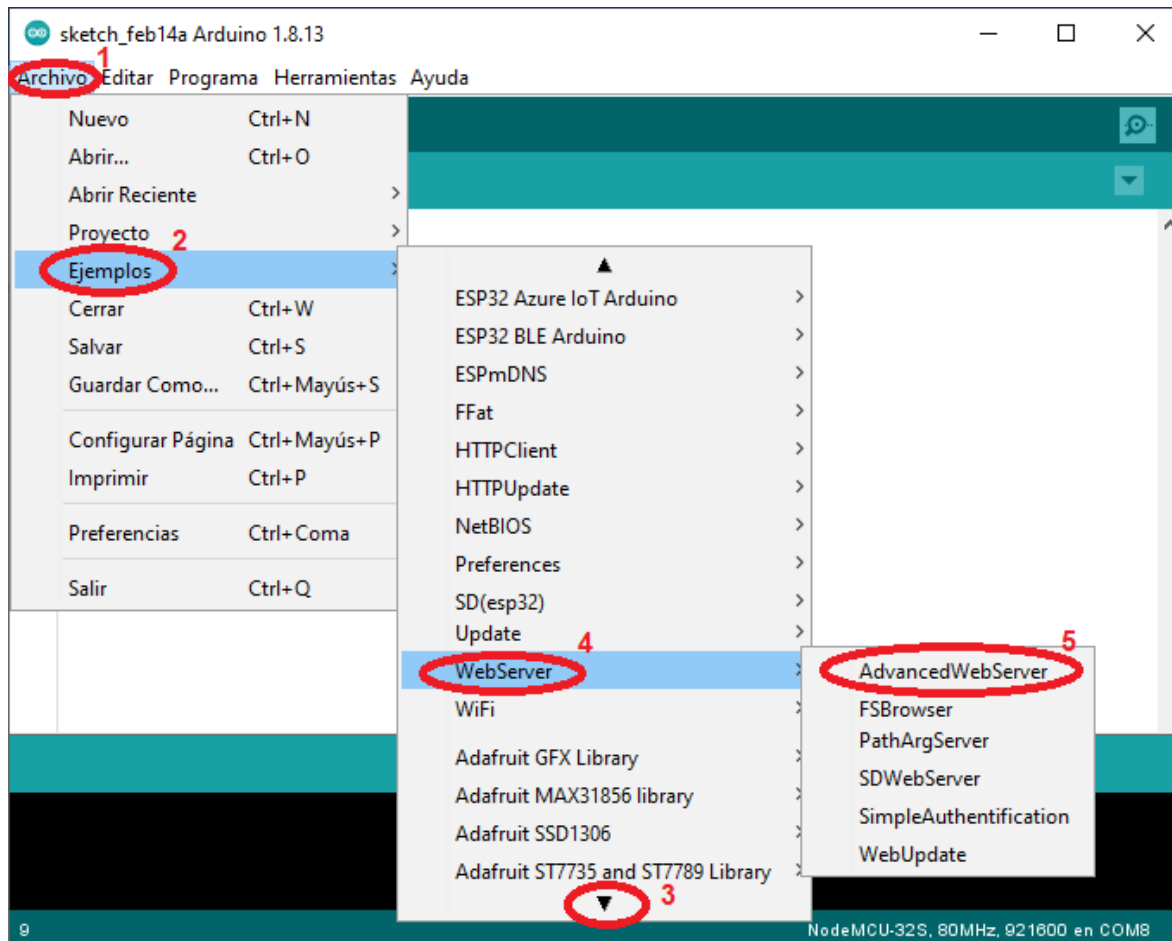 sketch_feb14a Arduino 1.8.13
1
Archivo Editar Programa Herramientas Ayuda
Nuevo Ctrl+N
Abrir... Ctrl+O
Abrir Reciente
Proyecto
2
Ejemplos
Cerrar Ctrl+W
Salvar Ctrl+S
Guardar Como... Ctrl+Mayús+S
Configurar Página Ctrl+Mayús+P
Imprimir Ctrl+P
Preferencias Ctrl+Coma
Salir Ctrl+Q
ESP32 Azure IoT Arduino
ESP32 BLE Arduino
ESPmDNS
FFat
HTTPClient
HTTPUpdate
NetBIOS
Preferences
SD(esp32)
Update
4
WebServer
WiFi
Adafruit GFX Library
Adafruit MAX31856 library
Adafruit SSD1306
Adafruit ST7735 and ST7789 Library
3
5
AdvancedWebServer
FSBrowser
PathArgServer
SDWebServer
SimpleAuthentification
WebUpdate
9
NodeMCU-32S, 80MHz, 921600 en COM8